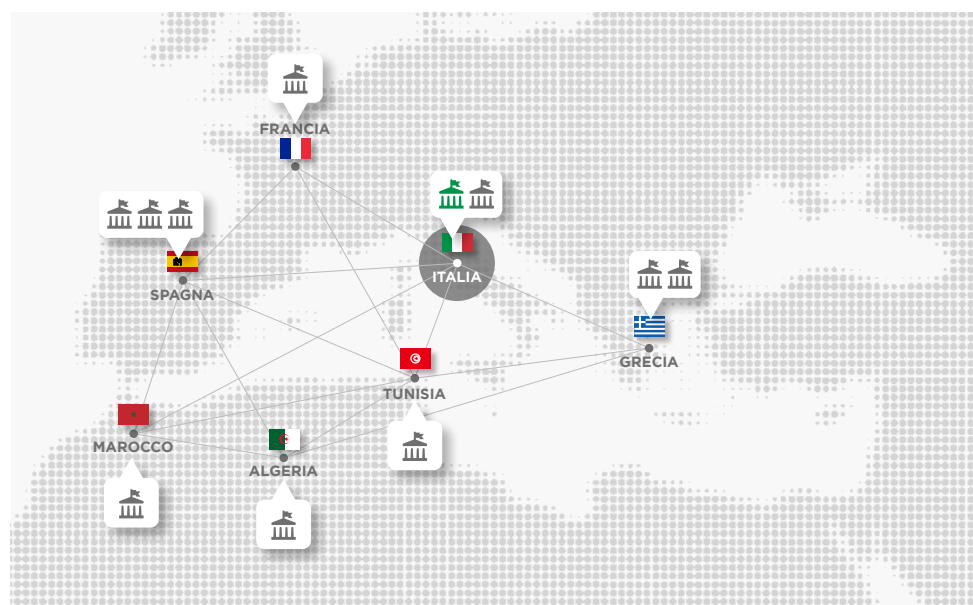 FRANCIA
ITALIA
SPAGNA
GRECIA
TUNISIA
MAROCCO
ALGERIA